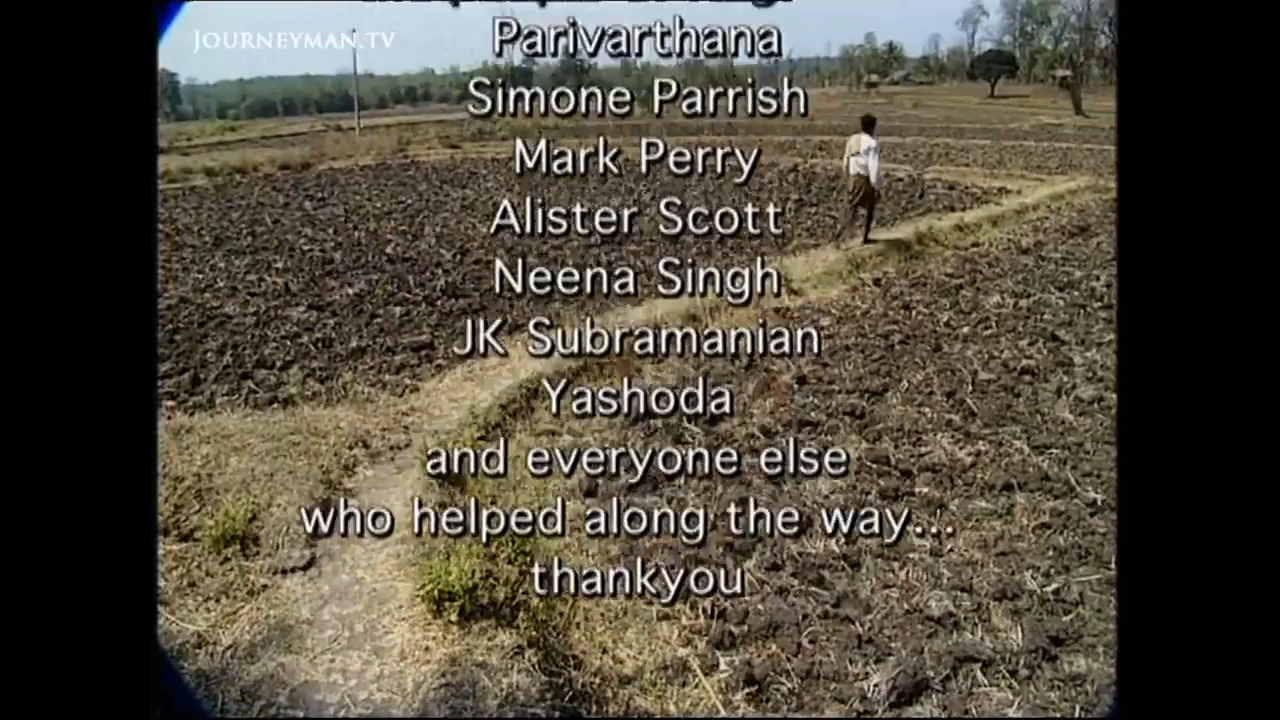 JOURNEYMAN.TV
Parivarthana
Simone Parrish
Mark Perry
Alister Scott
Neena Singh
JK Subramanian
Yashoda
and everyone else
who helped along the way...
thankyou